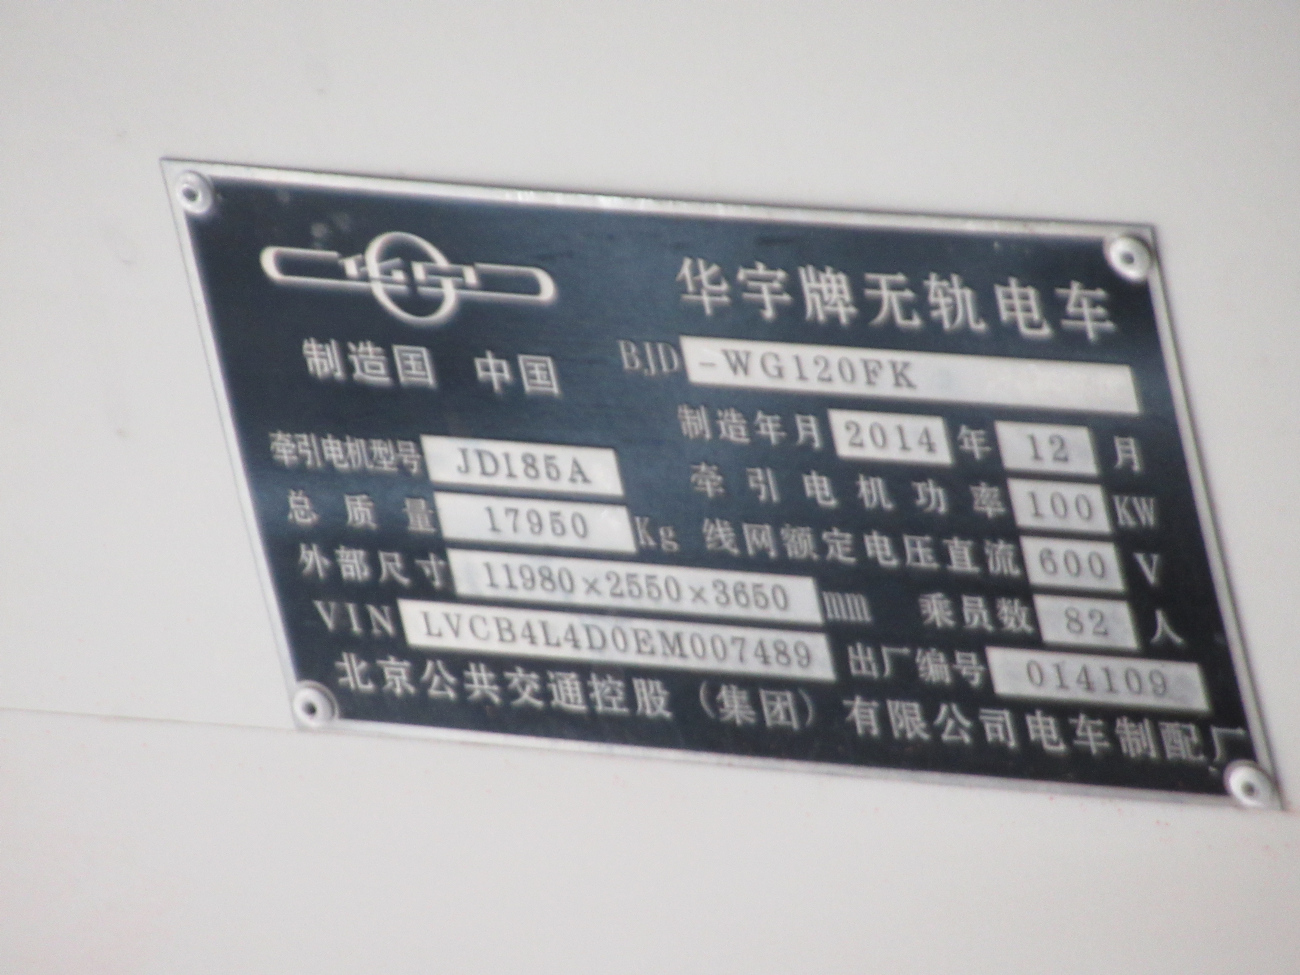 华宇
华宇牌无轨电车
制造国 中国
BJD -WG120FK
制造年月 2014 年 12 月
牵引电机型号 JD185A
牵引电机功率 100 KW
总质量 17950 Kg
线网额定电压直流 600 V
外部尺寸 11980×2550×3650 mm
乘员数 82 人
VIN LVCB4L4D0EM007489
出厂编号 014109
北京公共交通控股（集团）有限公司电车制配厂